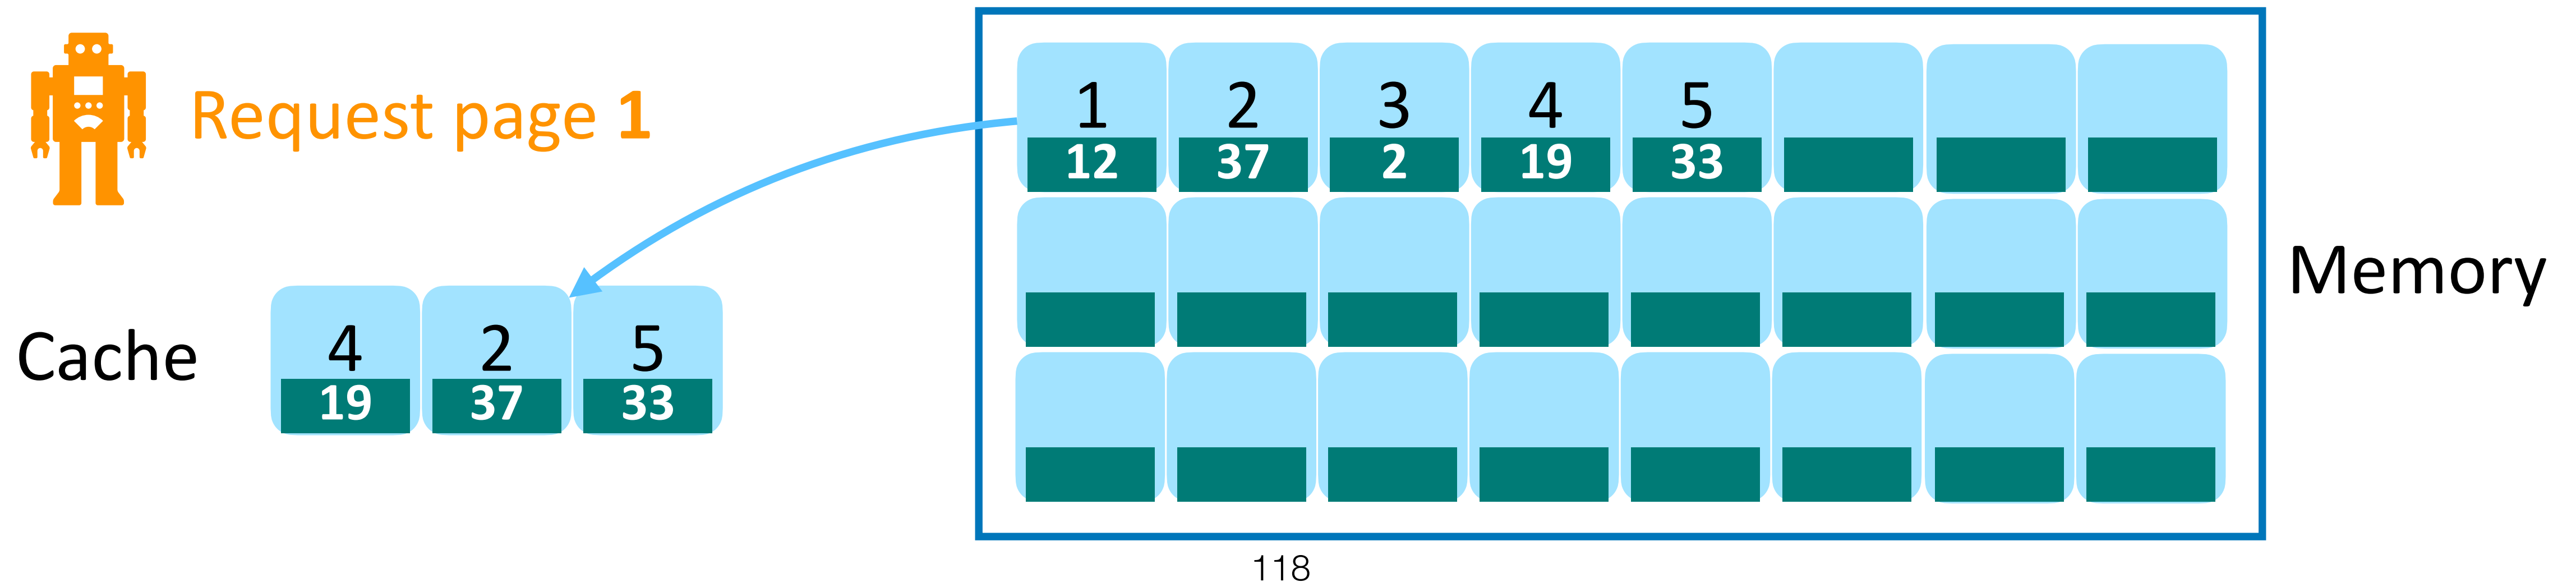 Request page 1
1 2 3 4 5
12 37 2 19 33
Memory
Cache
4 2 5
19 37 33
118